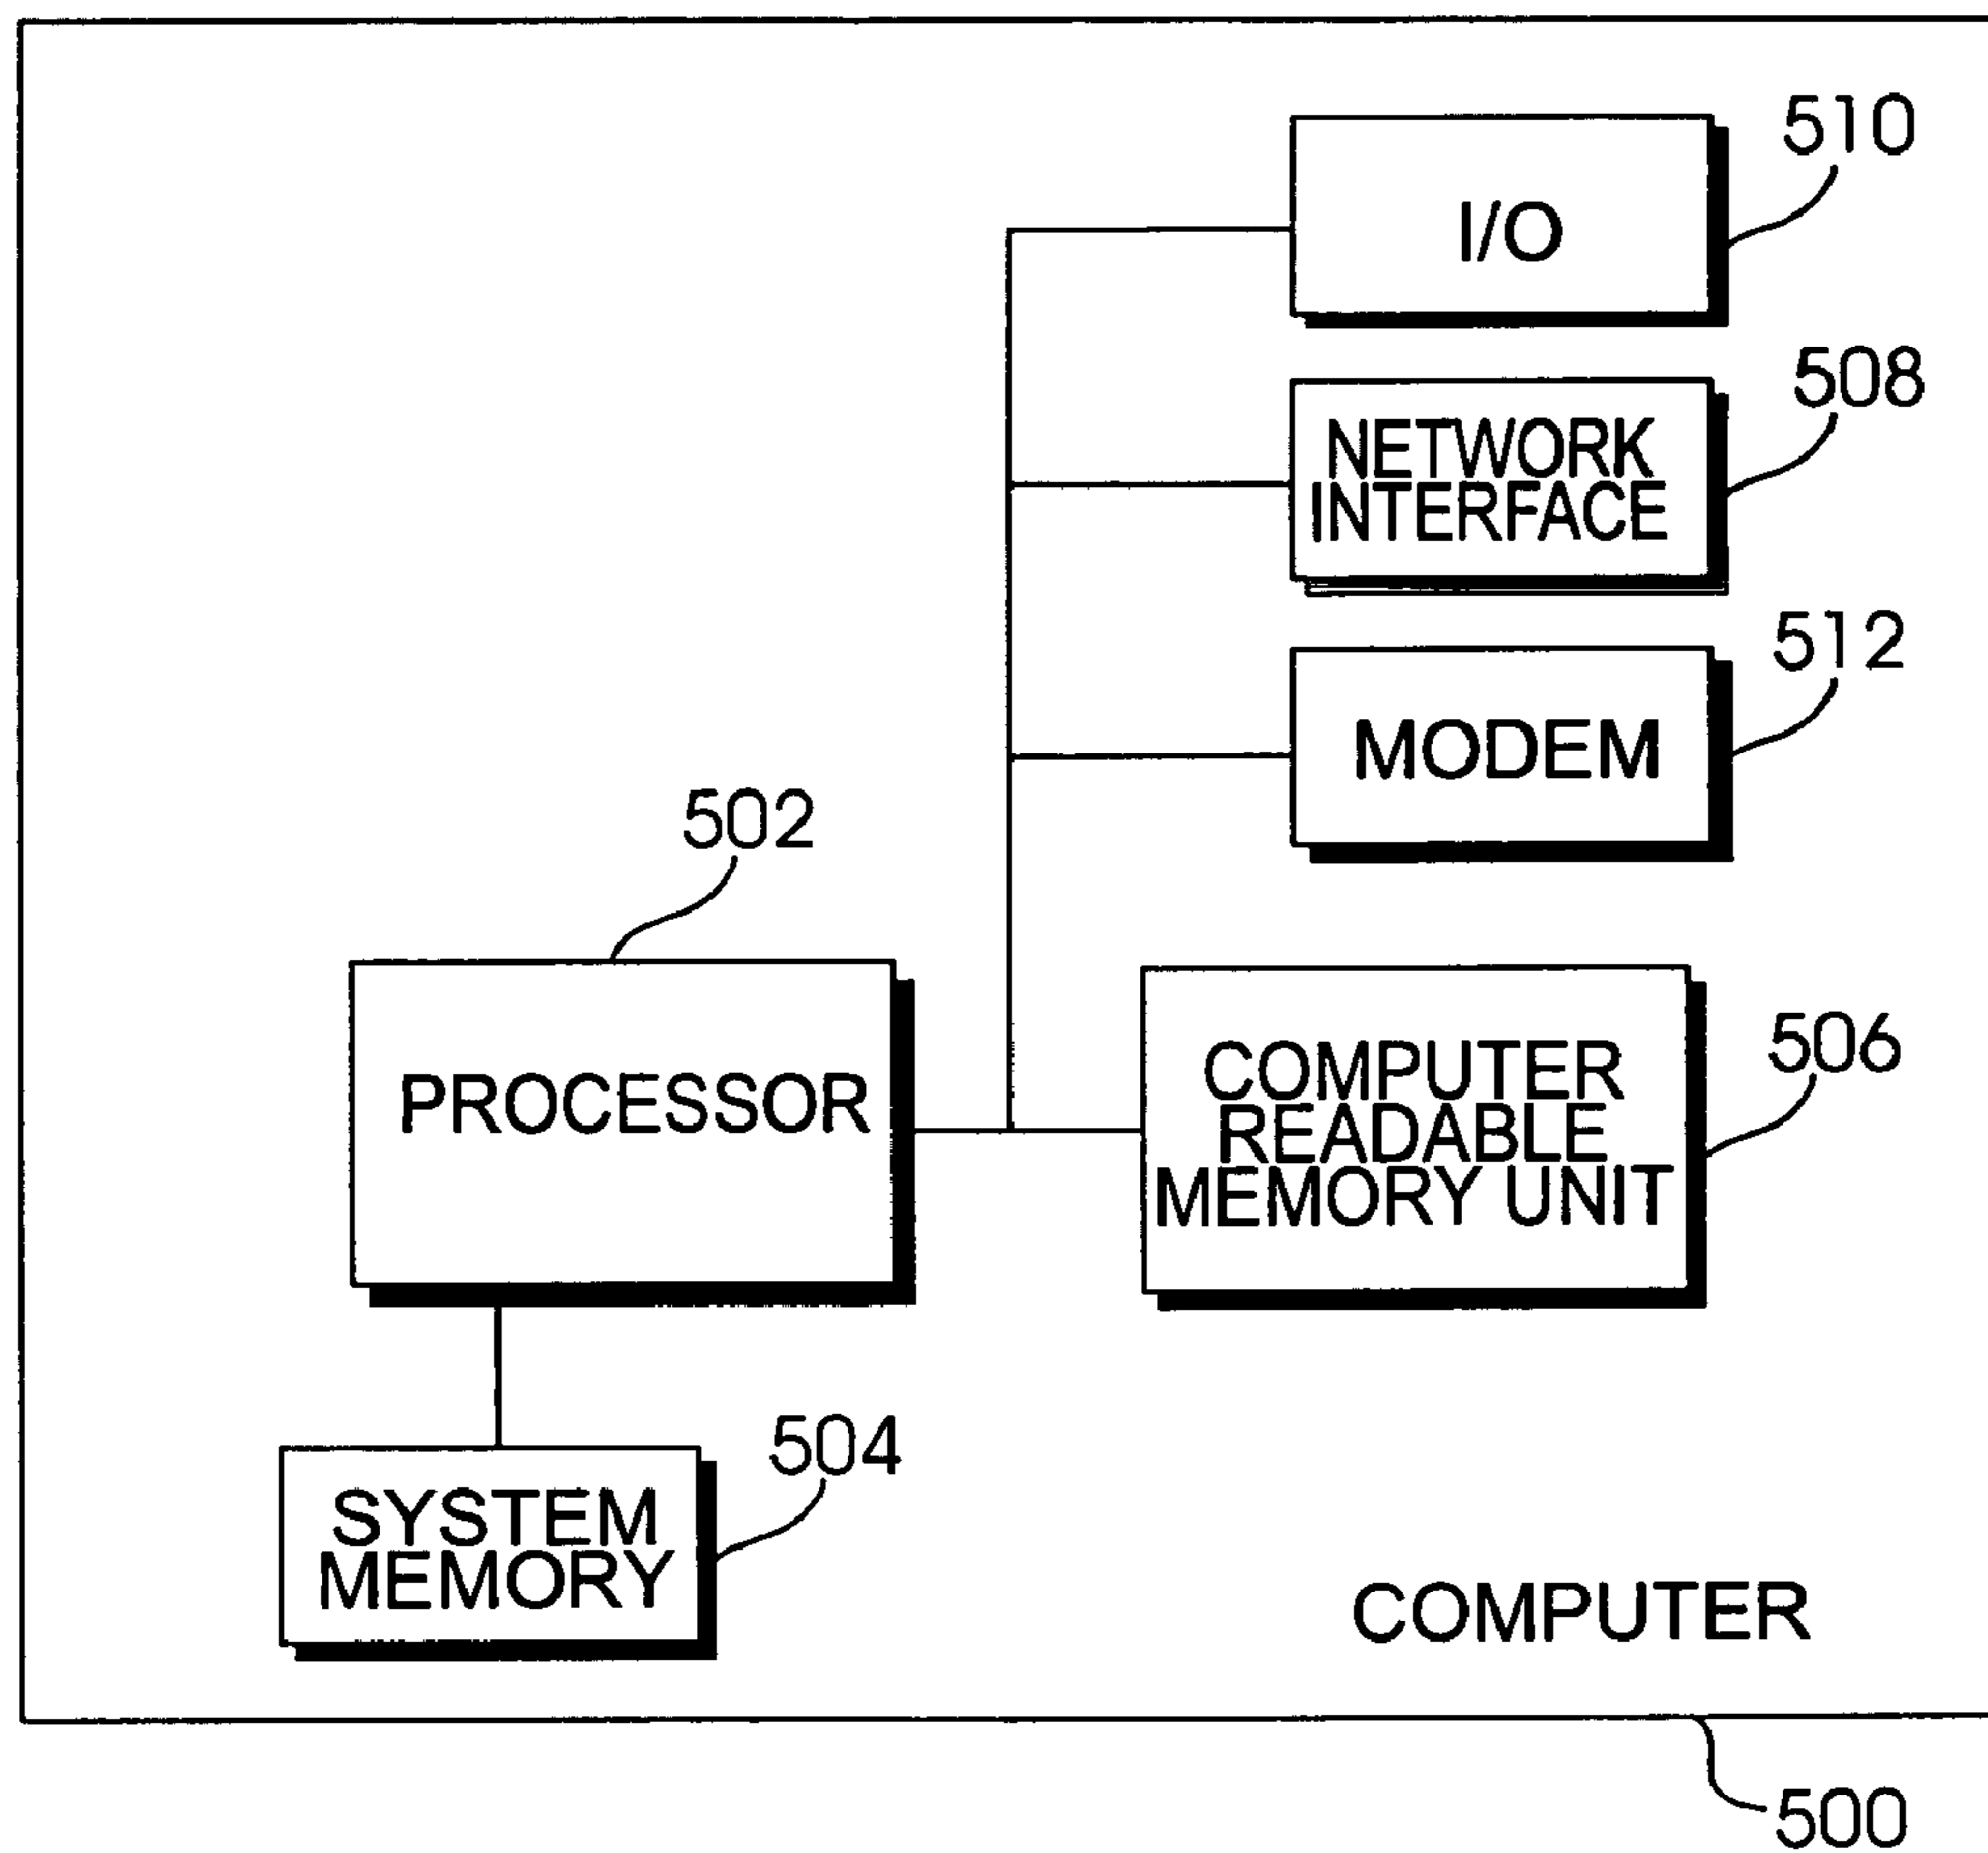 510
I/O
508
NETWORK
INTERFACE
512
MODEM
502
PROCESSOR
COMPUTER
READABLE
MEMORY UNIT
506
504
SYSTEM
MEMORY
COMPUTER
500